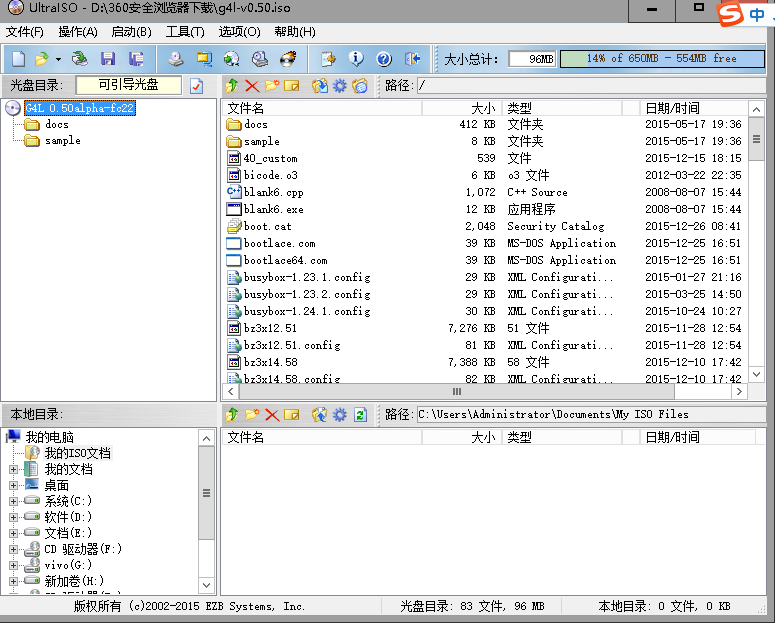 UltraISO - D:\360安全浏览器下载\g4l-v0.50.iso
中
文件(F) 操作(A) 启动(B) 工具(T) 选项(O) 帮助(H)
大小总计: 96MB 14% of 650MB - 554MB free
光盘目录: 可引导光盘 路径: /
G4L 0.50alpha-fc22
docs
sample
文件名 大小 类型 日期/时间
docs 412 KB 文件夹 2015-05-17 19:36
sample 8 KB 文件夹 2015-05-17 19:36
40_custom 539 文件 2015-12-15 18:15
bicode.o3 6 KB o3 文件 2012-03-22 22:35
blank6.cpp 1,072 C++ Source 2008-08-07 15:44
blank6.exe 12 KB 应用程序 2008-08-07 15:44
boot.cat 2,048 Security Catalog 2015-12-26 08:41
bootlace.com 39 KB MS-DOS Application 2015-12-25 16:51
bootlace64.com 39 KB MS-DOS Application 2015-12-25 16:51
busybox-1.23.1.config 29 KB XML Configurati... 2015-01-27 21:16
busybox-1.23.2.config 29 KB XML Configurati... 2015-03-25 14:50
busybox-1.24.1.config 30 KB XML Configurati... 2015-10-24 10:27
bz3x12.51 7,276 KB 51 文件 2015-11-28 12:54
bz3x12.51.config 81 KB XML Configurati... 2015-11-28 12:54
bz3x14.58 7,388 KB 58 文件 2015-12-10 17:42
bz3x14.58.config 82 KB XML Configurati... 2015-12-10 17:42
本地目录: 路径: C:\Users\Administrator\Documents\My ISO Files
我的电脑
我的ISO文档
我的文档
桌面
系统(C:)
软件(D:)
文档(E:)
CD 驱动器(F:)
vivo(G:)
新加卷(H:)
文件名 大小 类型 日期/时间
版权所有 (c)2002-2015 EZB Systems, Inc. 光盘目录: 83 文件, 96 MB 本地目录: 0 文件, 0 KB